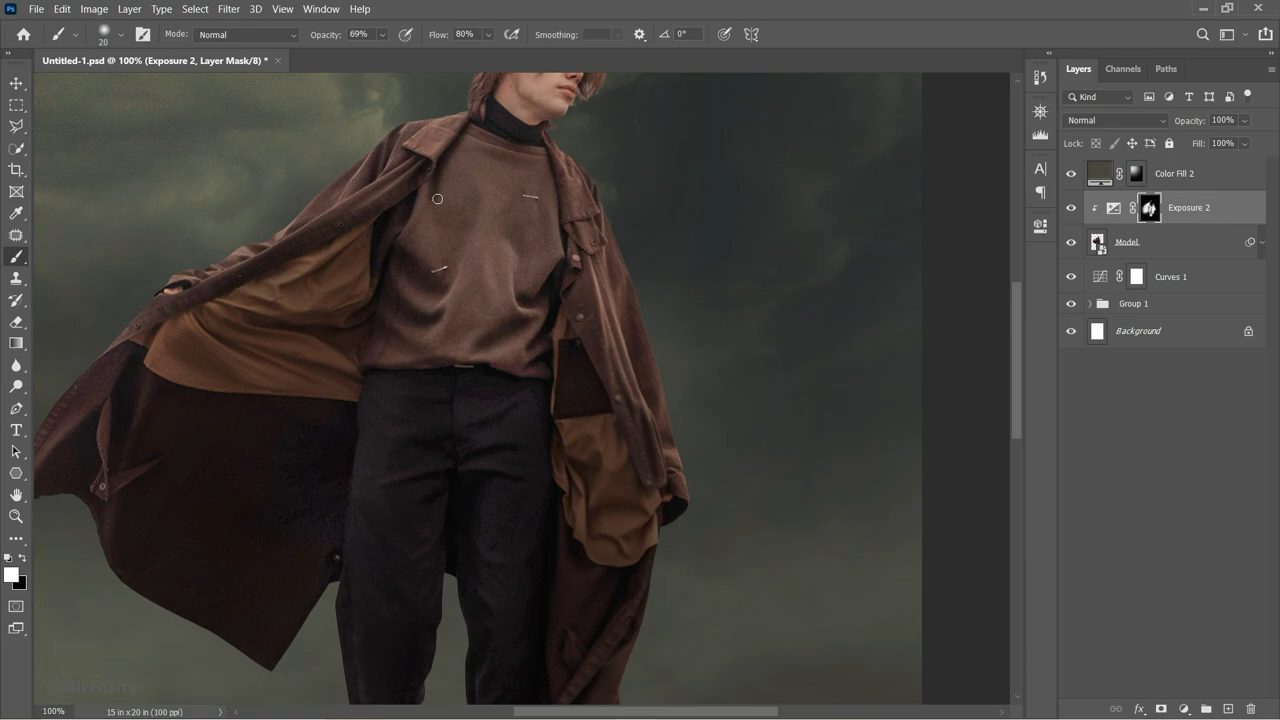 Ps File Edit Image Layer Type Select Filter 3D View Window Help
20 Mode: Normal Opacity: 69% Flow: 80% Smoothing: 0°
Untitled-1.psd @ 100% (Exposure 2, Layer Mask/8) *
Layers Channels Paths
Kind
Normal Opacity: 100%
Lock: Fill: 100%
Color Fill 2
Exposure 2
Model
Curves 1
Group 1
Background
100% 15 in x 20 in (100 ppi)